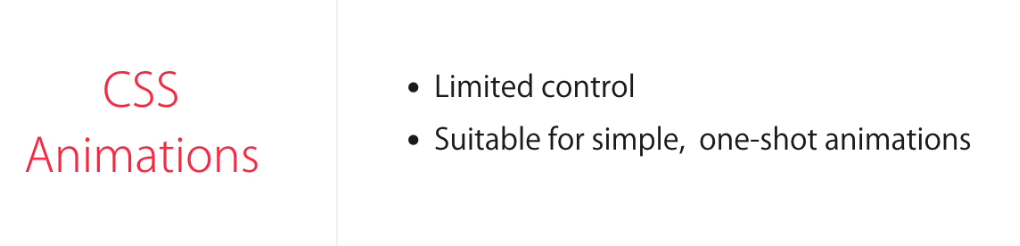 CSS
Animations
• Limited control
• Suitable for simple, one-shot animations